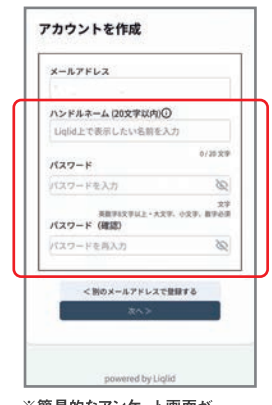 アカウントを作成
メールアドレス
ハンドルネーム (20文字以内)
Liqlid上で表示したい名前を入力
0 / 20 文字
パスワード
パスワードを入力
文字
英数字8文字以上・大文字、小文字、数字必須
パスワード (確認)
パスワードを再入力
< 別のメールアドレスで登録する
次へ >
powered by Liqlid
※簡易的なアンケート画面が